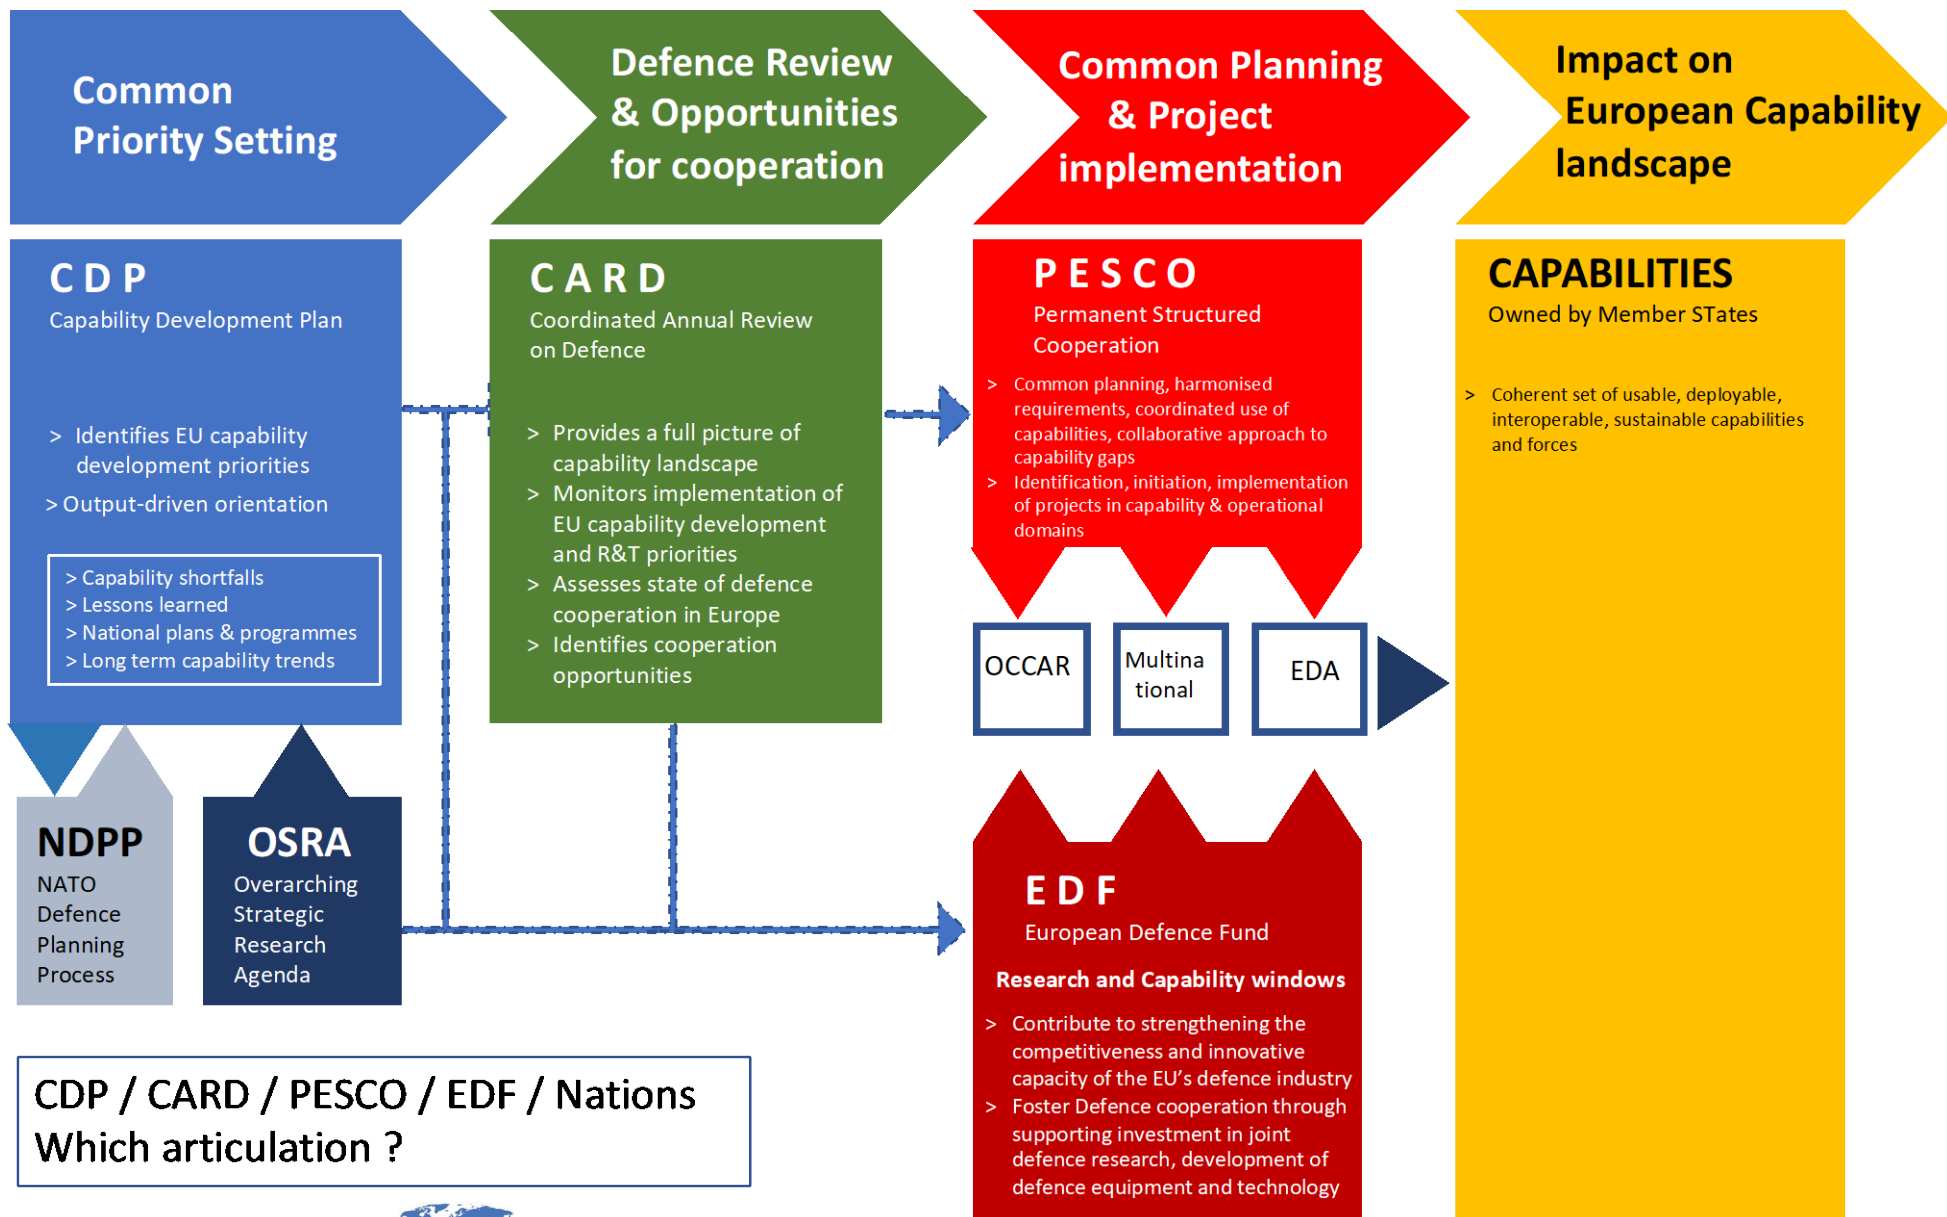 Common
Priority Setting
Defence Review
& Opportunities
for cooperation
Common Planning
& Project
implementation
Impact on
European Capability
landscape
C D P
Capability Development Plan
> Identifies EU capability
development priorities
> Output-driven orientation
> Capability shortfalls
> Lessons learned
> National plans & programmes
> Long term capability trends
C A R D
Coordinated Annual Review
on Defence
> Provides a full picture of
capability landscape
> Monitors implementation of
EU capability development
and R&T priorities
> Assesses state of defence
cooperation in Europe
> Identifies cooperation
opportunities
P E S C O
Permanent Structured
Cooperation
> Common planning, harmonised
requirements, coordinated use of
capabilities, collaborative approach to
capability gaps
> Identification, initiation, implementation
of projects in capability & operational
domains
CAPABILITIES
Owned by Member STates
> Coherent set of usable, deployable,
interoperable, sustainable capabilities
and forces
OCCAR
Multina
tional
EDA
NDPP
NATO
Defence
Planning
Process
OSRA
Overarching
Strategic
Research
Agenda
E D F
European Defence Fund
Research and Capability windows
> Contribute to strengthening the
competitiveness and innovative
capacity of the EU’s defence industry
> Foster Defence cooperation through
supporting investment in joint
defence research, development of
defence equipment and technology
CDP / CARD / PESCO / EDF / Nations
Which articulation ?